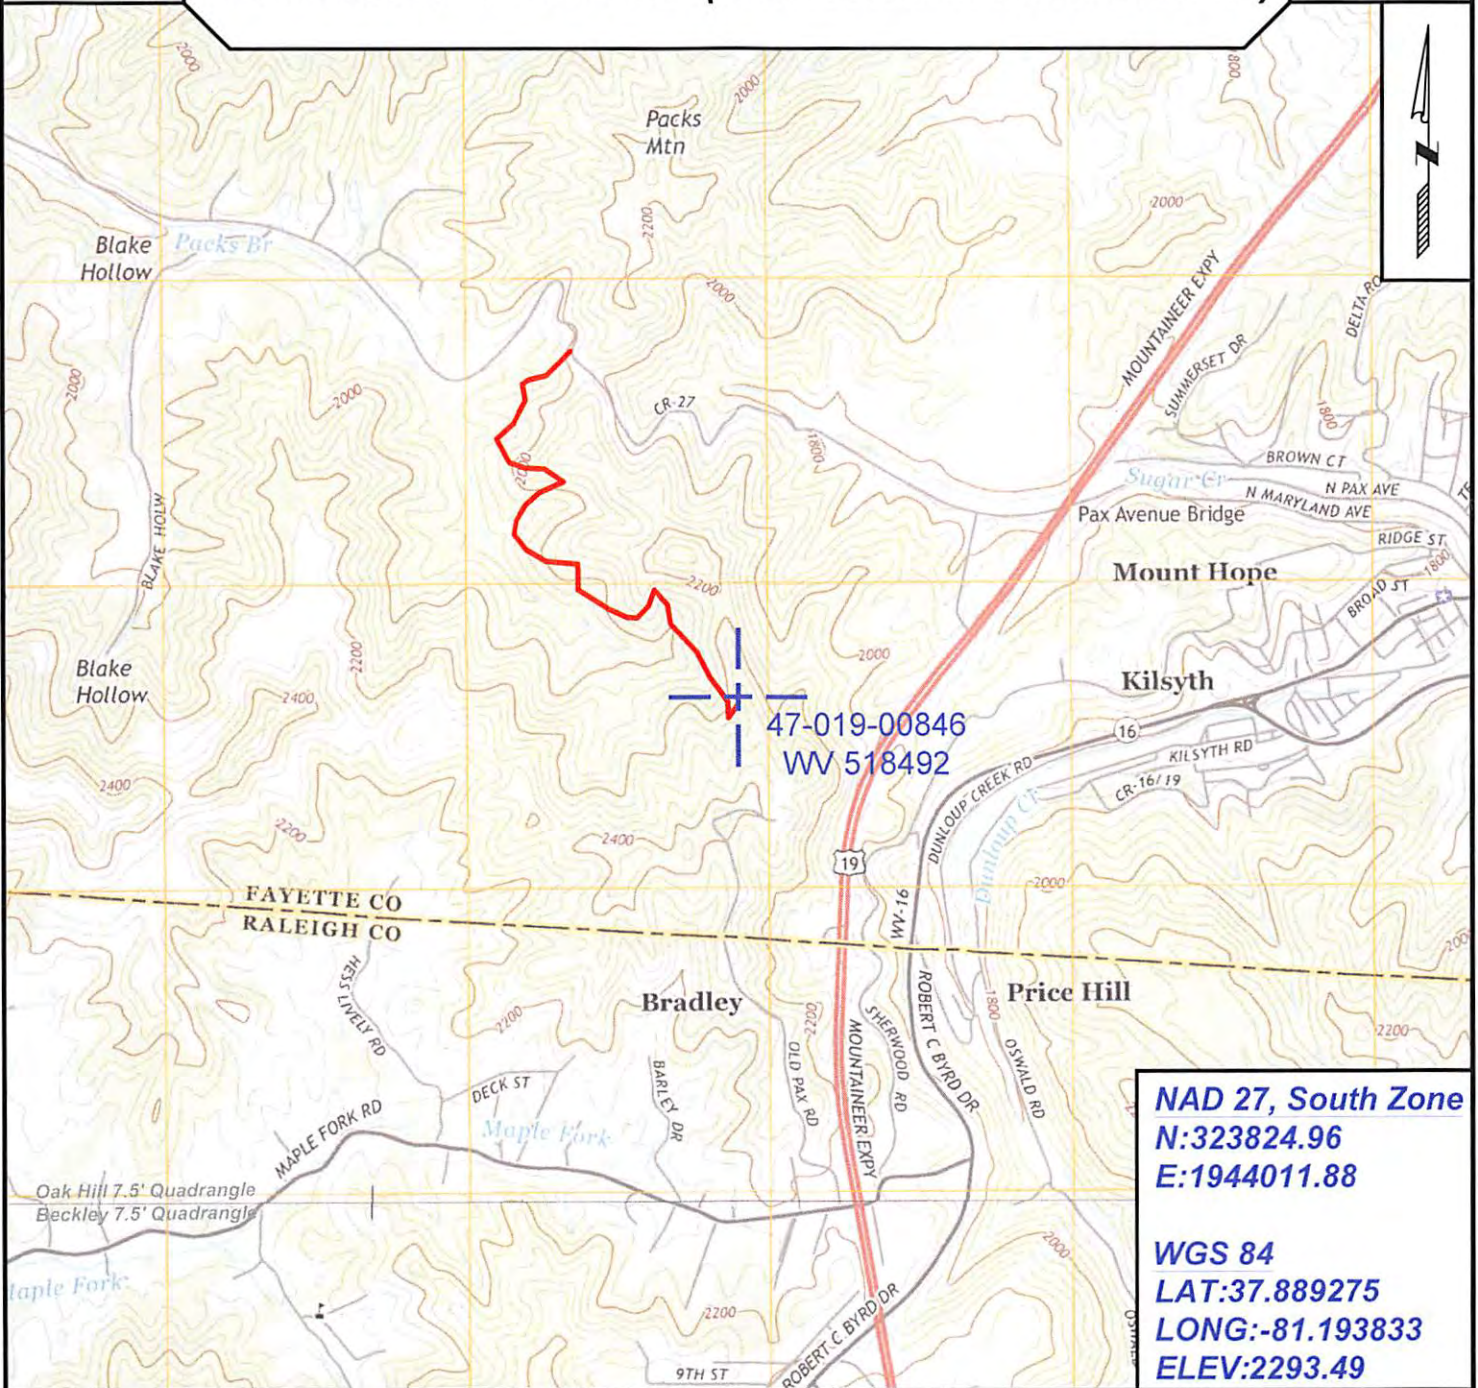 2000
2000
1800
Packs
Mtn
2000
2200
Blake
Hollow
Packs Br
2000
MOUNTAINEER EXPY
DELTA RD
SUMMERSET DR
2000
2000
CR-27
1800
1800
BROWN CT
Sugar Cr
N PAX AVE
N MARYLAND AVE
2000
Pax Avenue Bridge
RIDGE ST
BLAKE HOLW
Mount Hope
1800
BROAD ST
2200
2200
2000
Blake
Hollow
2400
Kilsyth
47-019-00846
WV 518492
16
KILSYTH RD
CR-16/19
DUNLOUP CREEK RD
Dunloup Cr
2400
2200
2400
19
2000
FAYETTE CO
RALEIGH CO
WV-16
2000
HESS LIVELY RD
Bradley
Price Hill
2200
2200
1800
2200
ROBERT C BYRD DR
SHERWOOD RD
MOUNTAINEER EXPY
OLD PAX RD
OSWALD RD
BARLEY DR
DECK ST
MAPLE FORK RD
Maple Fork
NAD 27, South Zone
N:323824.96
E:1944011.88
Oak Hill 7.5' Quadrangle
Beckley 7.5' Quadrangle
2000
WGS 84
LAT:37.889275
LONG:-81.193833
ELEV:2293.49
2200
ROBERT C BYRD DR
9TH ST